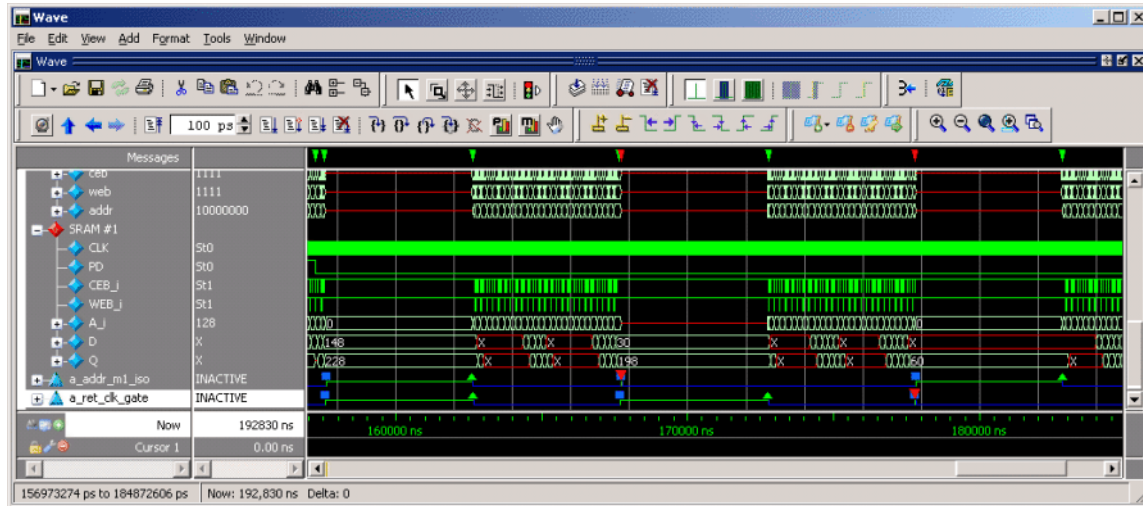 Wave
File Edit View Add Format Tools Window
Wave
100 ps
Messages
ceb 1111
web 1111
addr 10000000
SRAM #1
CLK St0
PD St0
CEB_i St1
WEB_i St1
A_i 128 0
D X 148 X X 30 X X X
Q X 228 X X 198 X X 60 X
a_addr_m1_iso INACTIVE
a_ret_clk_gate INACTIVE
Now 192830 ns 160000 ns 170000 ns 180000 ns
Cursor 1 0.00 ns
156973274 ps to 184872606 ps Now: 192,830 ns Delta: 0